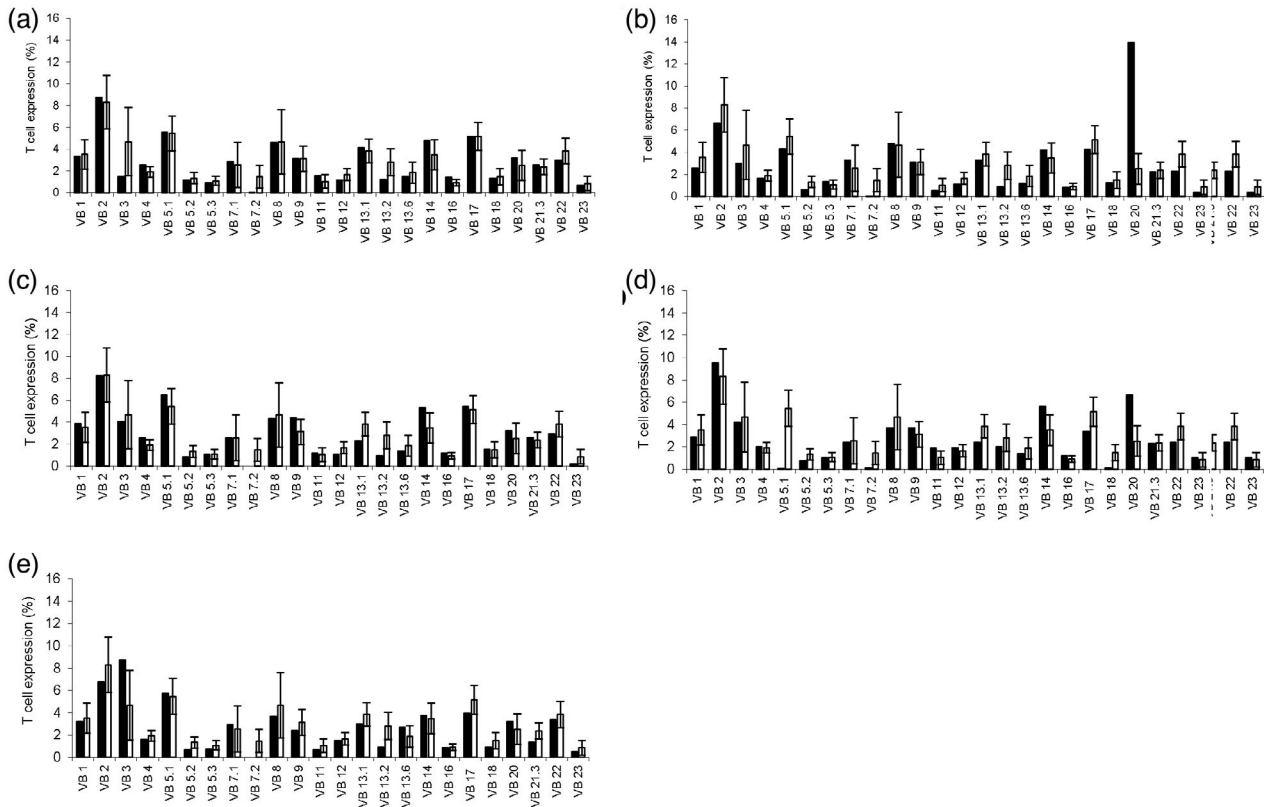 (a)
T cell expression (%)
16
14
12
10
8
6
4
2
0
VB 1
VB 2
VB 3
VB 4
VB 5.1
VB 5.2
VB 5.3
VB 7.1
VB 7.2
VB 8
VB 9
VB 11
VB 12
VB 13.1
VB 13.2
VB 13.6
VB 14
VB 16
VB 17
VB 18
VB 20
VB 21.3
VB 22
VB 23
(b)
T cell expression (%)
16
14
12
10
8
6
4
2
0
VB 1
VB 2
VB 3
VB 4
VB 5.1
VB 5.2
VB 5.3
VB 7.1
VB 7.2
VB 8
VB 9
VB 11
VB 12
VB 13.1
VB 13.2
VB 13.6
VB 14
VB 16
VB 17
VB 18
VB 20
VB 21.3
VB 22
VB 23
VB 22
VB 23
(c)
T cell expression (%)
16
14
12
10
8
6
4
2
0
VB 1
VB 2
VB 3
VB 4
VB 5.1
VB 5.2
VB 5.3
VB 7.1
VB 7.2
VB 8
VB 9
VB 11
VB 12
VB 13.1
VB 13.2
VB 13.6
VB 14
VB 16
VB 17
VB 18
VB 20
VB 21.3
VB 22
VB 23
(d)
T cell expression (%)
16
14
12
10
8
6
4
2
0
VB 1
VB 2
VB 3
VB 4
VB 5.1
VB 5.2
VB 5.3
VB 7.1
VB 7.2
VB 8
VB 9
VB 11
VB 12
VB 13.1
VB 13.2
VB 13.6
VB 14
VB 16
VB 17
VB 18
VB 20
VB 21.3
VB 22
VB 23
VB 22
VB 23
(e)
T cell expression (%)
16
14
12
10
8
6
4
2
0
VB 1
VB 2
VB 3
VB 4
VB 5.1
VB 5.2
VB 5.3
VB 7.1
VB 7.2
VB 8
VB 9
VB 11
VB 12
VB 13.1
VB 13.2
VB 13.6
VB 14
VB 16
VB 17
VB 18
VB 20
VB 21.3
VB 22
VB 23